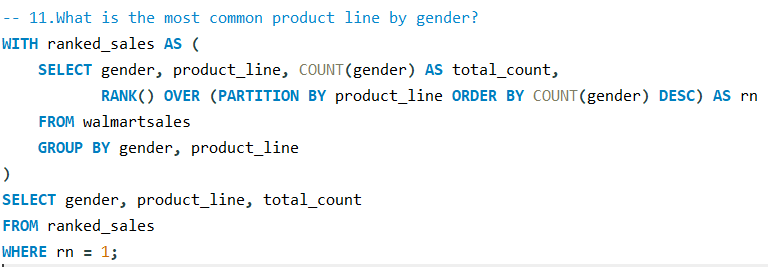 -- 11.What is the most common product line by gender?
WITH ranked_sales AS (
    SELECT gender, product_line, COUNT(gender) AS total_count,
           RANK() OVER (PARTITION BY product_line ORDER BY COUNT(gender) DESC) AS rn
    FROM walmartsales
    GROUP BY gender, product_line
)
SELECT gender, product_line, total_count
FROM ranked_sales
WHERE rn = 1;